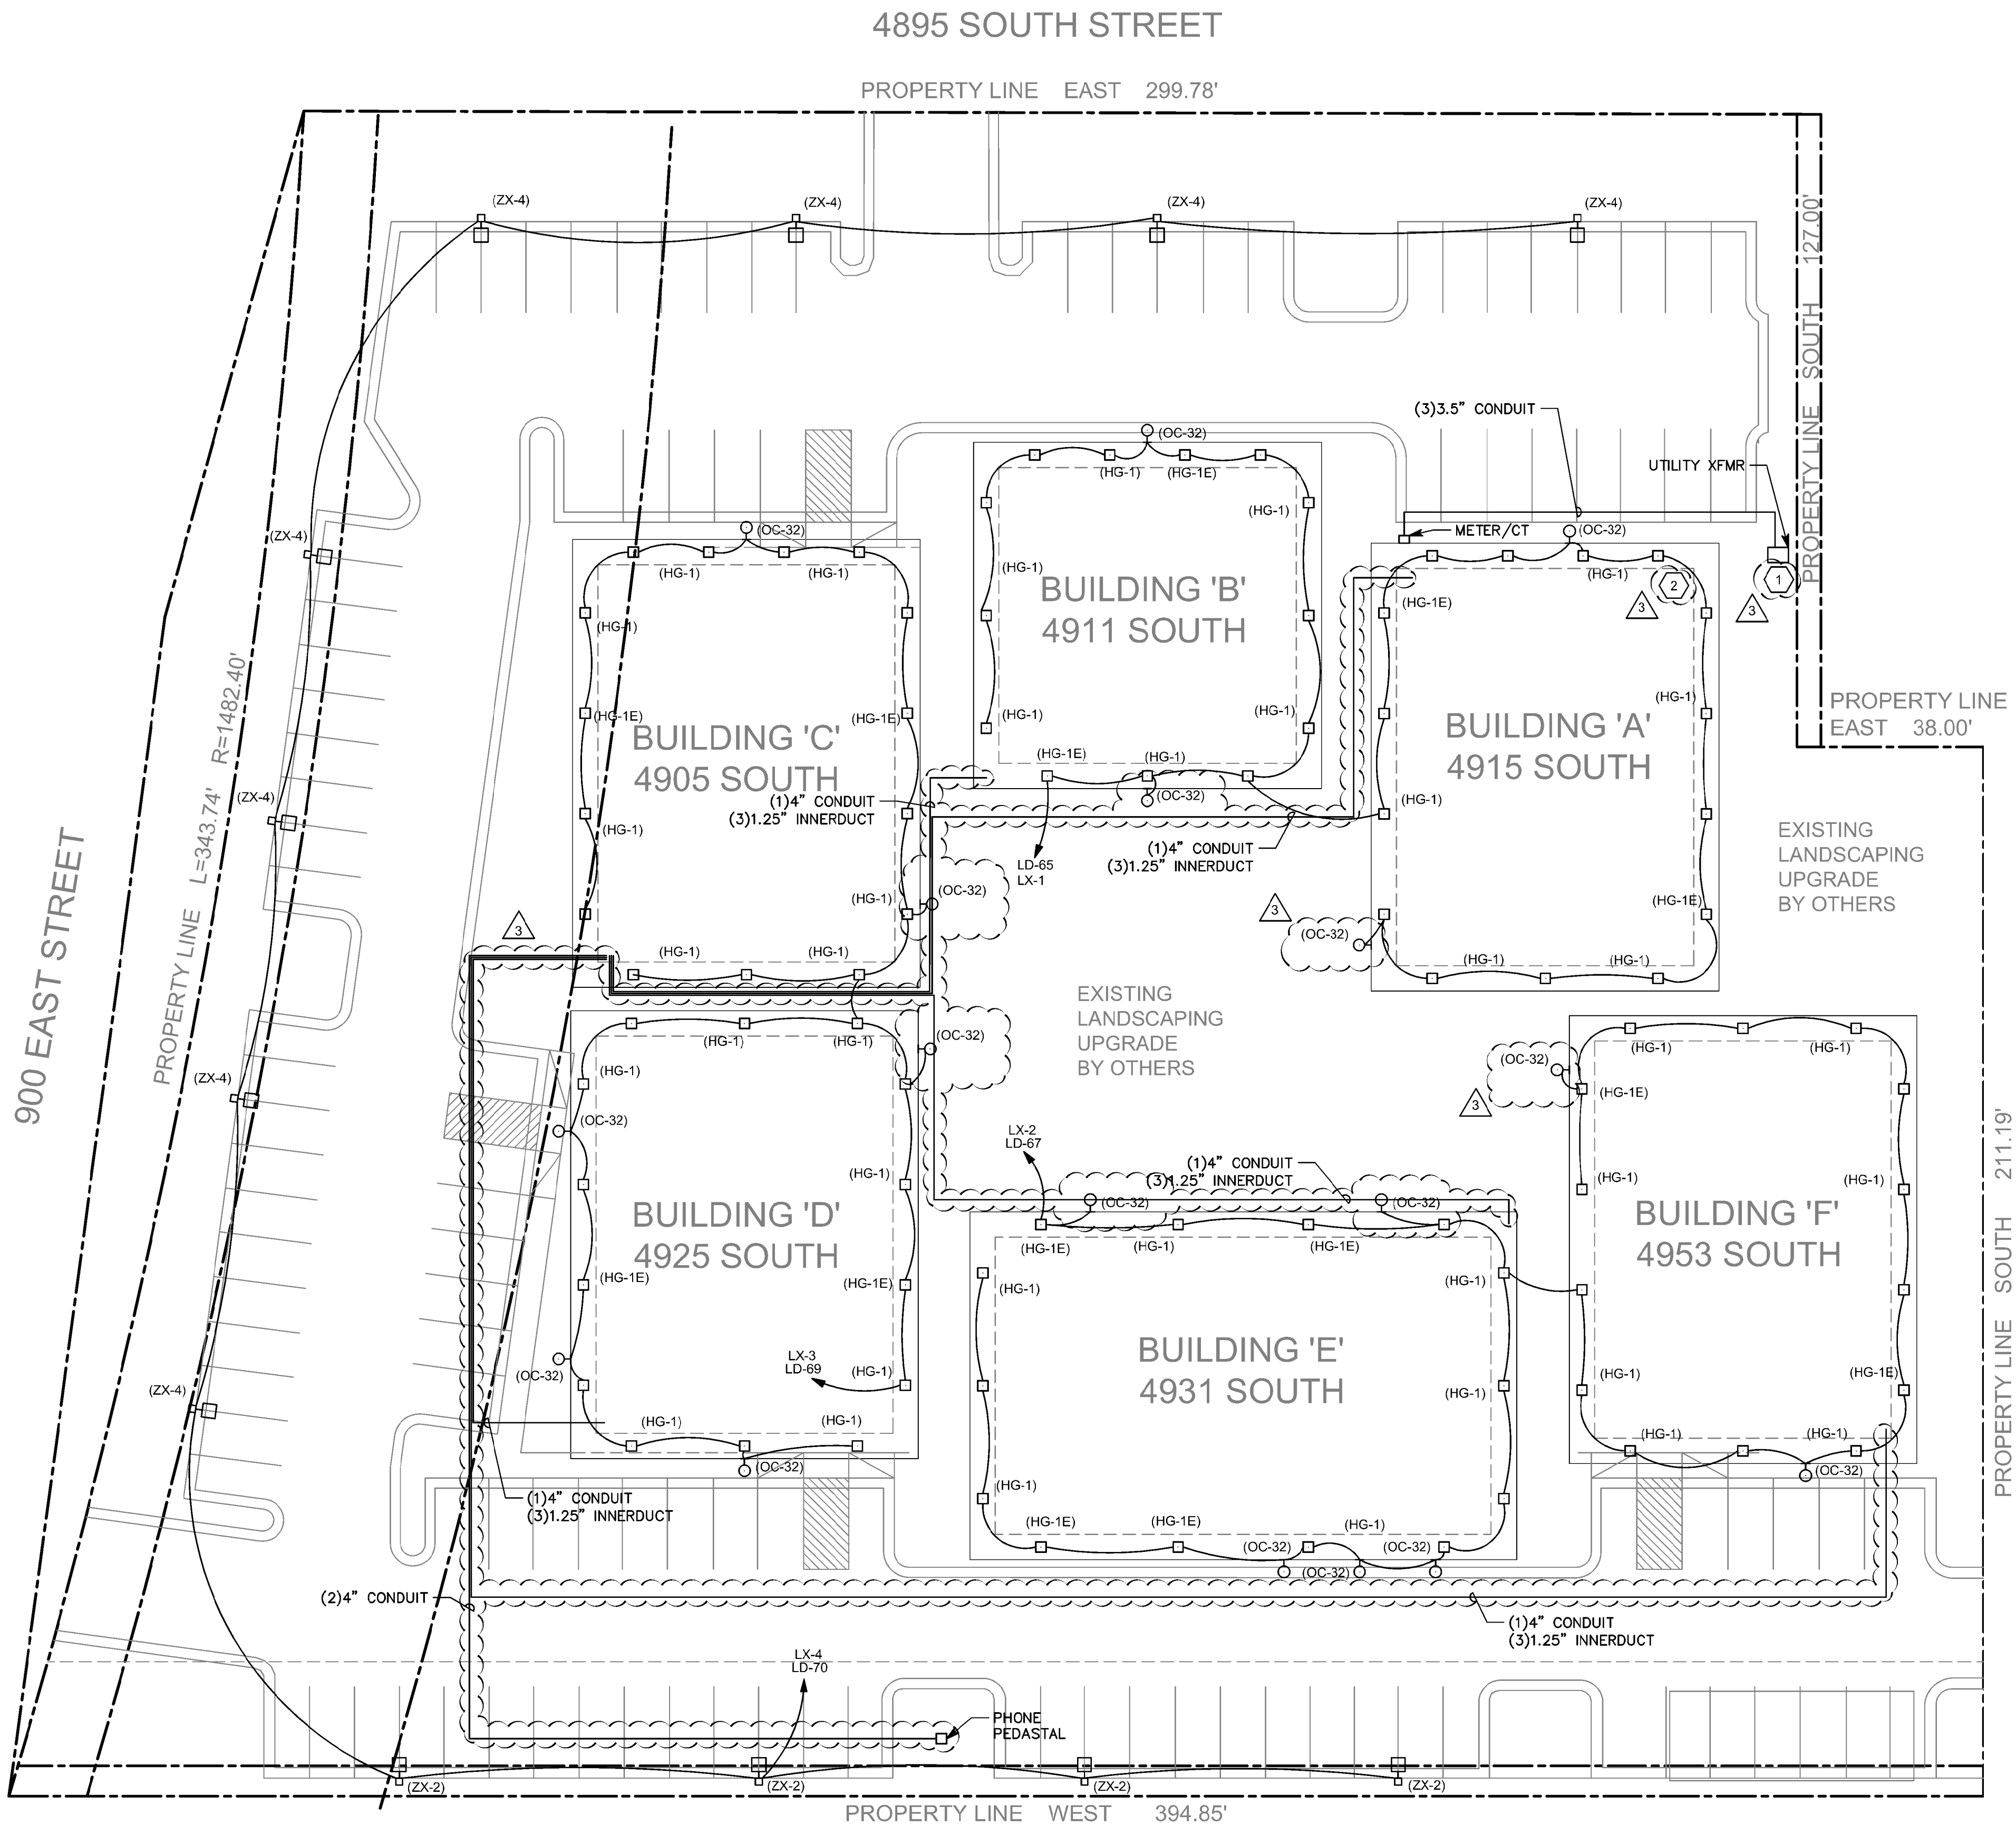 4895 SOUTH STREET
PROPERTY LINE EAST 299.78'
(ZX-4)
(ZX-4)
(ZX-4)
(ZX-4)
PROPERTY LINE SOUTH 127.00'
(3)3.5" CONDUIT
UTILITY XFMR
METER/CT
(OC-32)
(HG-1)
(HG-1E)
(HG-1)
(HG-1)
BUILDING 'B'
4911 SOUTH
(HG-1)
(HG-1)
(HG-1E)
(HG-1)
(OC-32)
LD-65
LX-1
(OC-32)
(HG-1)
(HG-1E)
2
3
1
3
(HG-1)
BUILDING 'A'
4915 SOUTH
(HG-1)
(HG-1E)
3
(OC-32)
(HG-1)
(HG-1)
PROPERTY LINE
EAST 38.00'
EXISTING
LANDSCAPING
UPGRADE
BY OTHERS
(OC-32)
(HG-1)
(HG-1)
(HG-1)
(HG-1E)
(HG-1E)
BUILDING 'C'
4905 SOUTH
(1)4" CONDUIT
(3)1.25" INNERDUCT
(HG-1)
(HG-1)
(OC-32)
(HG-1)
(HG-1)
3
(1)4" CONDUIT
(3)1.25" INNERDUCT
EXISTING
LANDSCAPING
UPGRADE
BY OTHERS
(ZX-4)
(ZX-4)
(ZX-4)
(ZX-4)
900 EAST STREET
PROPERTY LINE L=343.74' R=1482.40'
(HG-1)
(HG-1)
(OC-32)
(HG-1)
(OC-32)
(HG-1)
BUILDING 'D'
4925 SOUTH
(HG-1E)
(HG-1E)
LX-3
LD-69
(HG-1)
(OC-32)
(HG-1)
(HG-1)
(OC-32)
(1)4" CONDUIT
(3)1.25" INNERDUCT
LX-2
LD-67
(1)4" CONDUIT
(3)1.25" INNERDUCT
(OC-32)
(OC-32)
(HG-1E)
(HG-1)
(HG-1E)
(HG-1)
(HG-1)
BUILDING 'E'
4931 SOUTH
(HG-1)
(HG-1)
(HG-1E)
(HG-1E)
(HG-1)
(OC-32)
(OC-32)
(OC-32)
(OC-32)
3
(HG-1)
(HG-1)
(HG-1E)
(HG-1)
(HG-1)
BUILDING 'F'
4953 SOUTH
(HG-1)
(HG-1E)
(HG-1)
(HG-1)
(OC-32)
PROPERTY LINE SOUTH 211.19'
(2)4" CONDUIT
(1)4" CONDUIT
(3)1.25" INNERDUCT
LX-4
LD-70
PHONE
PEDASTAL
(ZX-2)
(ZX-2)
(ZX-2)
(ZX-2)
PROPERTY LINE WEST 394.85'